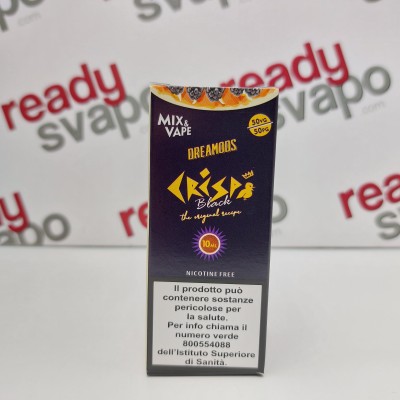 ready
svapo.com
ready
svapo.com
ready
svapo
MIX & VAPE
50VG
50PG
DREAMODS
CRISP
Black
the original recipe
10ML
NICOTINE FREE
Il prodotto può
contenere sostanze
pericolose per
la salute.
Per info chiama il
numero verde
800554088
dell'Istituto Superiore
di Sanità.